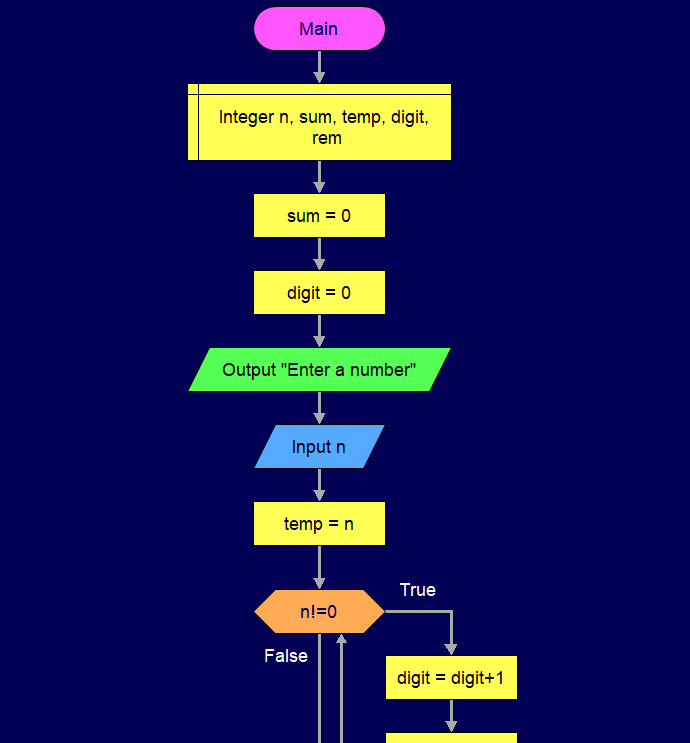 Main
Integer n, sum, temp, digit,
rem
sum = 0
digit = 0
Output "Enter a number"
Input n
temp = n
n!=0
True
False
digit = digit+1